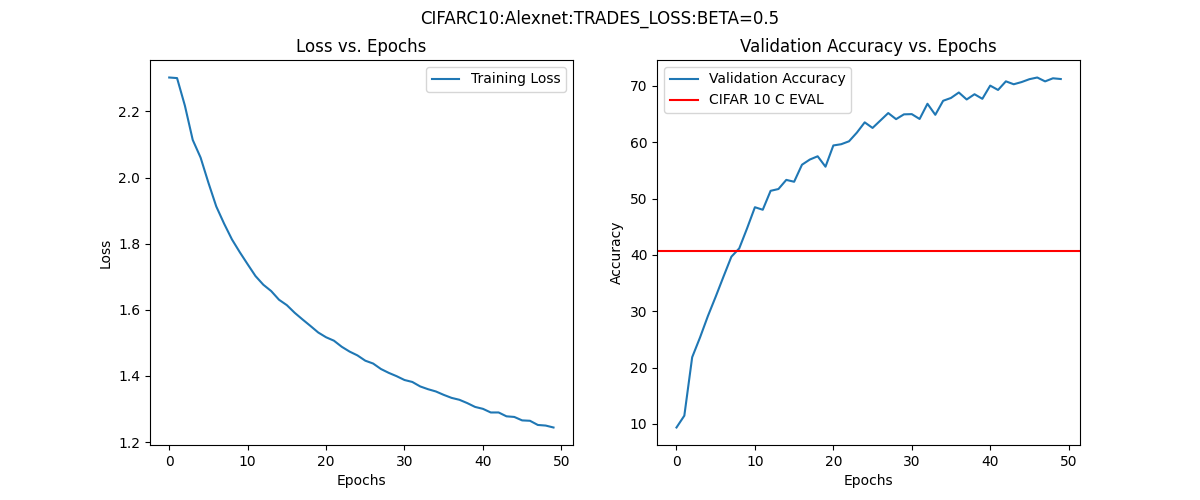 CIFARC10:Alexnet:TRADES_LOSS:BETA=0.5
Loss vs. Epochs
Training Loss
Loss
2.2
2.0
1.8
1.6
1.4
1.2
0 10 20 30 40 50
Epochs
Validation Accuracy vs. Epochs
Validation Accuracy
CIFAR 10 C EVAL
Accuracy
70
60
50
40
30
20
10
0 10 20 30 40 50
Epochs